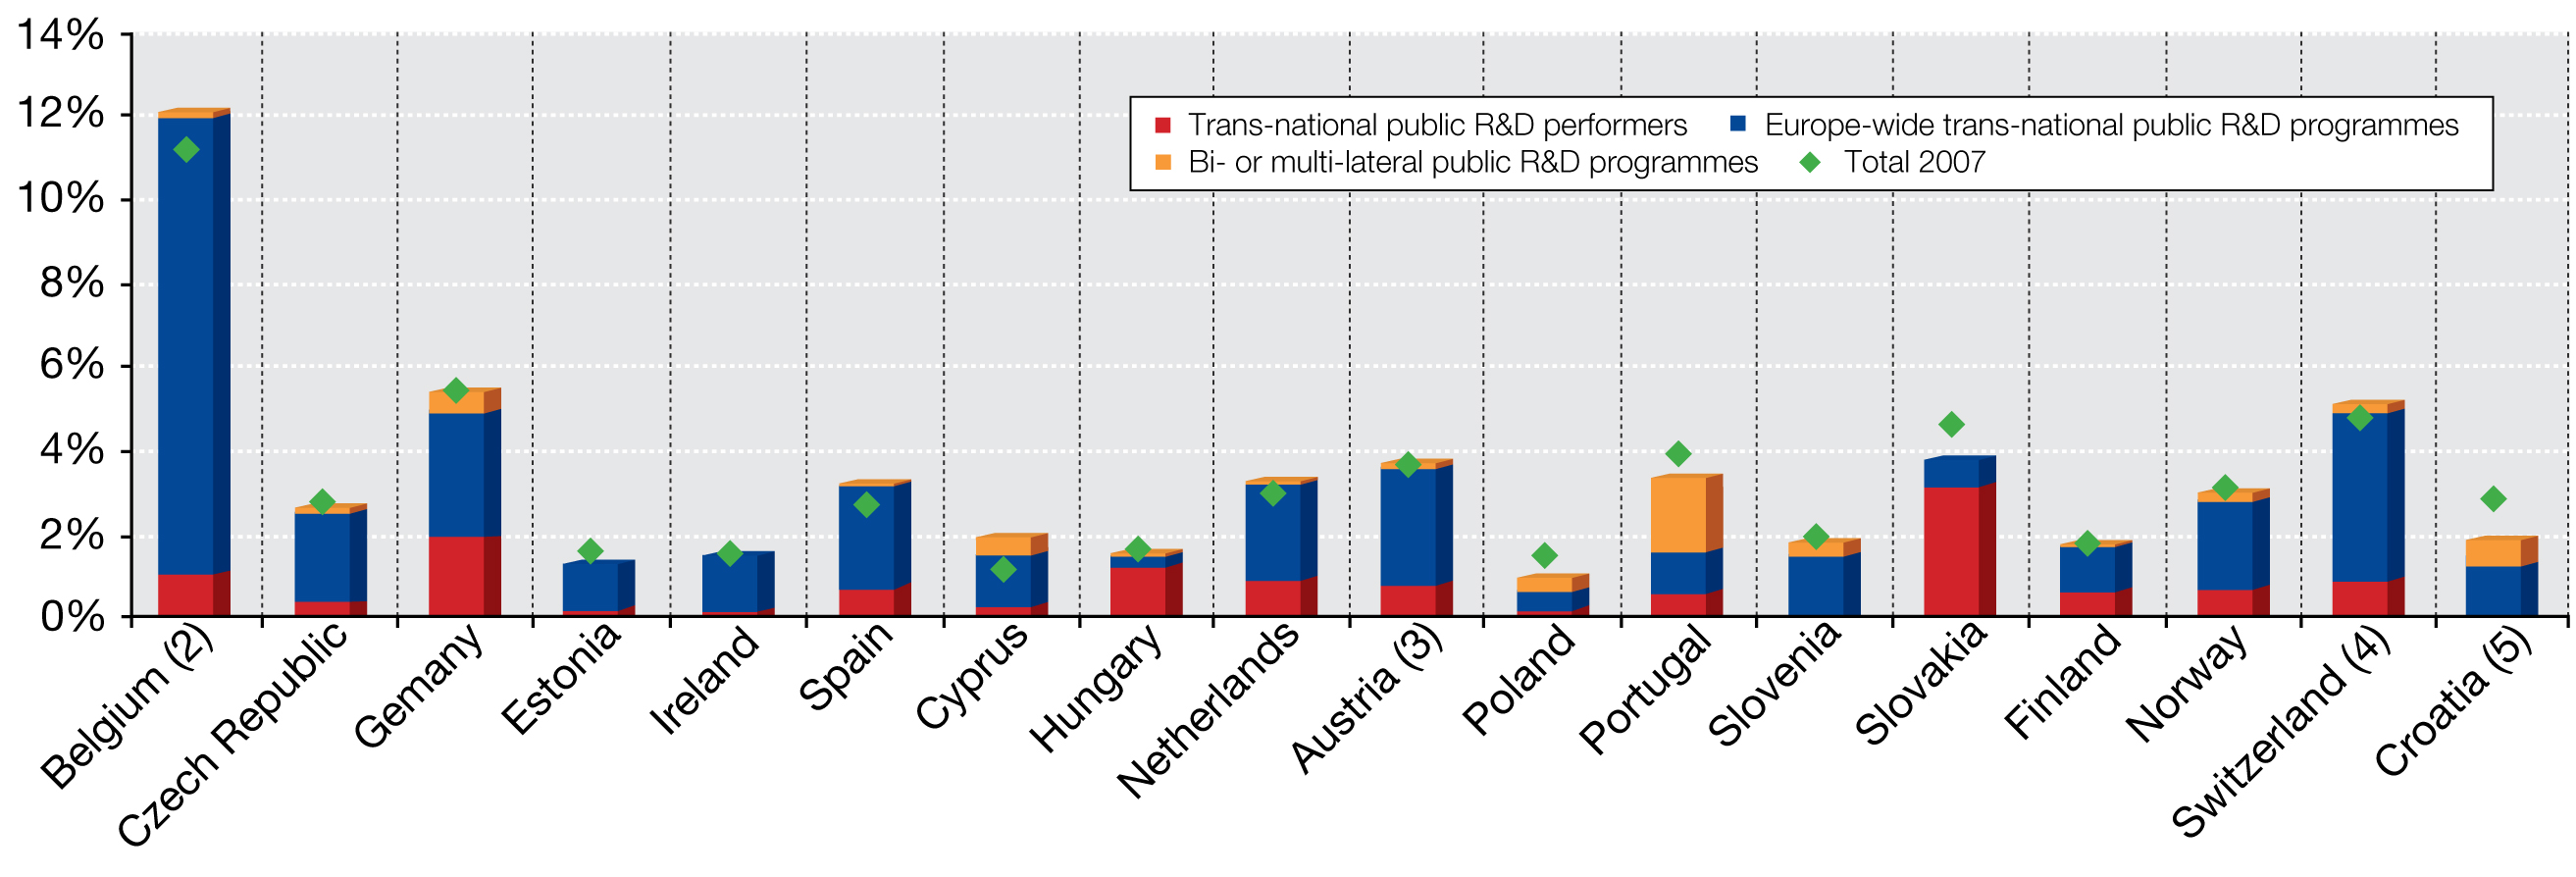 14%
12%
10%
8%
6%
4%
2%
0%
Trans-national public R&D performers
Europe-wide trans-national public R&D programmes
Bi- or multi-lateral public R&D programmes
Total 2007
Belgium (2)
Czech Republic
Gemany
Estonia
Ireland
Spain
Cyprus
Hungary
Netherlands
Austria (3)
Poland
Portugal
Slovenia
Slovakia
Finland
Norway
Switzerland (4)
Croatia (5)